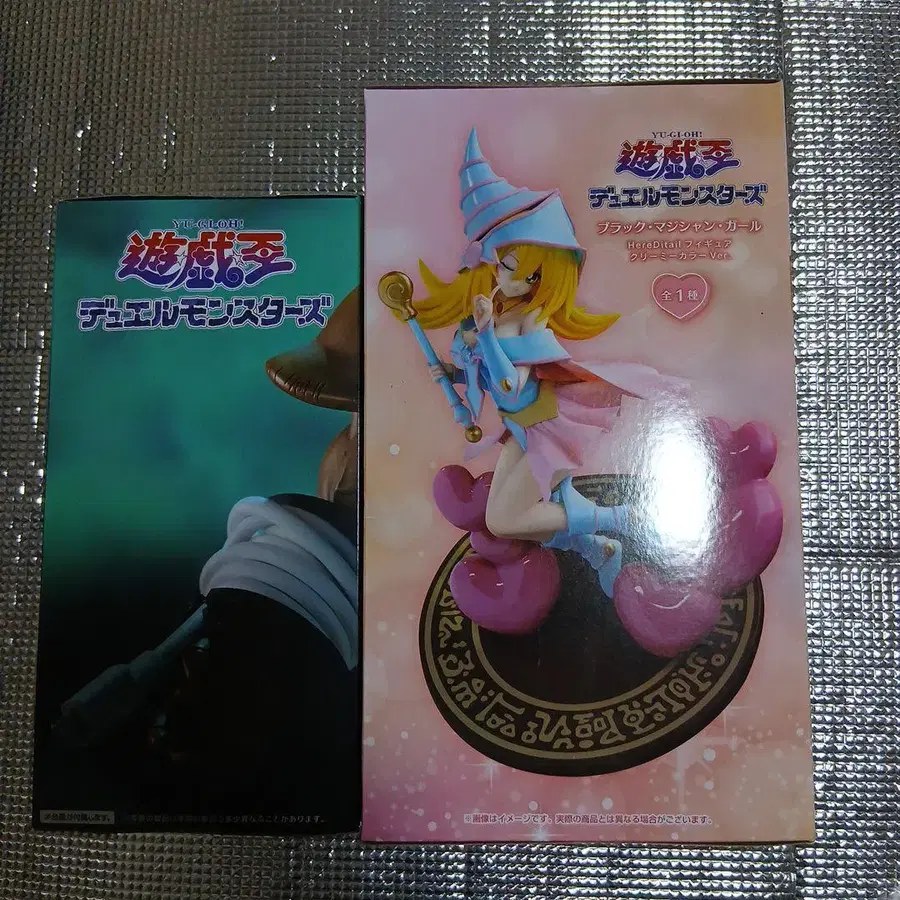 YU-GI-OH!
遊戯王
デュエルモンスターズ
YU-GI-OH!
遊戯王
デュエルモンスターズ
ブラック・マジシャン・ガール
HereDitail フィギュア
クリーミーカラーVer.
全1種
※画像はイメージです。実際の商品とは異なる場合がございます。